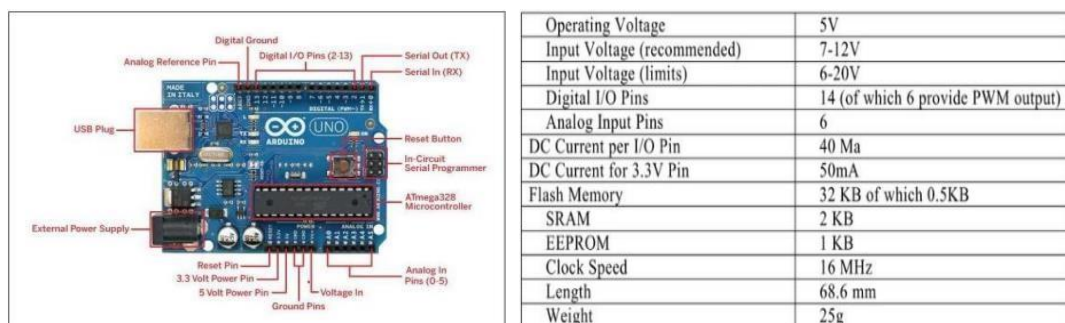 Digital Ground
Digital I/O Pins (2-13)
Serial Out (TX)
Analog Reference Pin
Serial In (RX)
MADE
IN ITALY
USB Plug
ARDUINO
UNO
Reset Button
In-Circuit
Serial Programmer
ATmega328
Microcontroller
External Power Supply
POWER
ANALOG IN
Reset Pin
3.3 Volt Power Pin
5 Volt Power Pin
Ground Pins
Voltage In
Analog In
Pins (0-5)
Operating Voltage 5V
Input Voltage (recommended) 7-12V
Input Voltage (limits) 6-20V
Digital I/O Pins 14 (of which 6 provide PWM output)
Analog Input Pins 6
DC Current per I/O Pin 40 Ma
DC Current for 3.3V Pin 50mA
Flash Memory 32 KB of which 0.5KB
SRAM 2 KB
EEPROM 1 KB
Clock Speed 16 MHz
Length 68.6 mm
Weight 25g